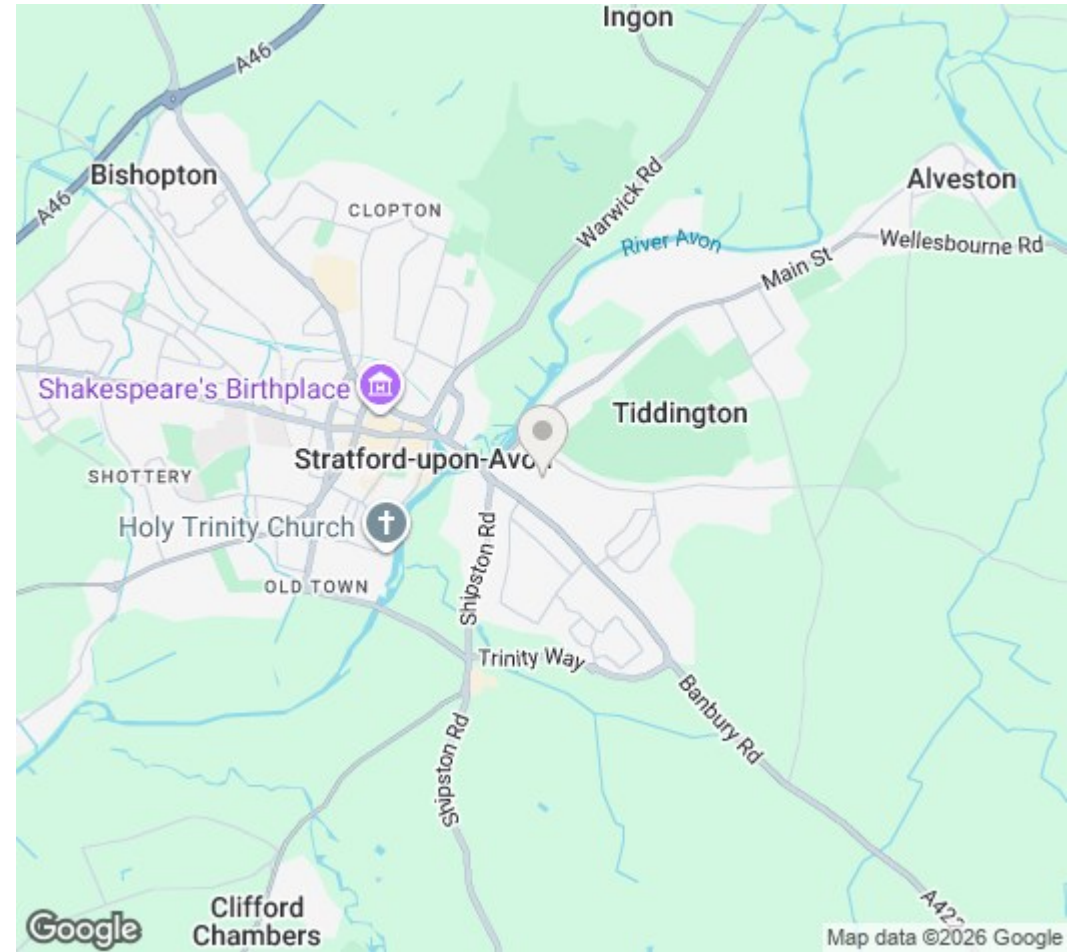 Ingon
A46
Bishopton
CLOPTON
Warwick Rd
Alveston
A46
River Avon
Wellesbourne Rd
Main St
Shakespeare's Birthplace
Tiddington
Stratford-upon-Avon
SHOTTERY
Holy Trinity Church
Shipston Rd
OLD TOWN
Trinity Way
Banbury Rd
Shipston Rd
Clifford
Chambers
A422
Google
Map data ©2026 Google